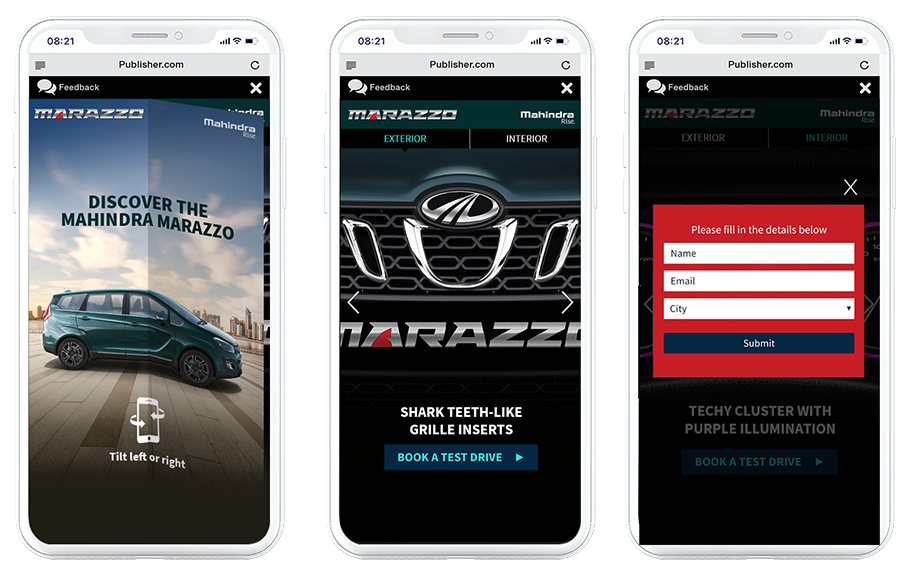 08:21
Publisher.com
Feedback
MARAZZO
Mahindra
Mahindra
Rise.
DISCOVER THE
MAHINDRA MARAZZO
Tilt left or right
08:21
Publisher.com
Feedback
MARAZZO
Mahindra
Rise.
EXTERIOR
INTERIOR
MARAZZO
SHARK TEETH-LIKE
GRILLE INSERTS
BOOK A TEST DRIVE
08:21
Publisher.com
Feedback
MARAZZO
Mahindra
Rise.
EXTERIOR
INTERIOR
X
Please fill in the details below
Name
Email
City
Submit
TECHY CLUSTER WITH
PURPLE ILLUMINATION
BOOK A TEST DRIVE